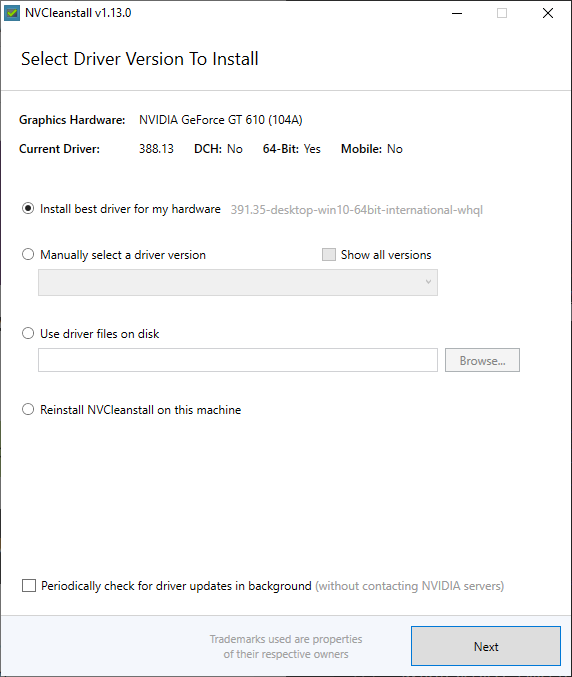 NVCleanstall v1.13.0
Select Driver Version To Install
Graphics Hardware: NVIDIA GeForce GT 610 (104A)
Current Driver: 388.13 DCH: No 64-Bit: Yes Mobile: No
Install best driver for my hardware 391.35-desktop-win10-64bit-international-whql
Manually select a driver version Show all versions
Use driver files on disk
Browse...
Reinstall NVCleanstall on this machine
Periodically check for driver updates in background (without contacting NVIDIA servers)
Trademarks used are properties
of their respective owners
Next